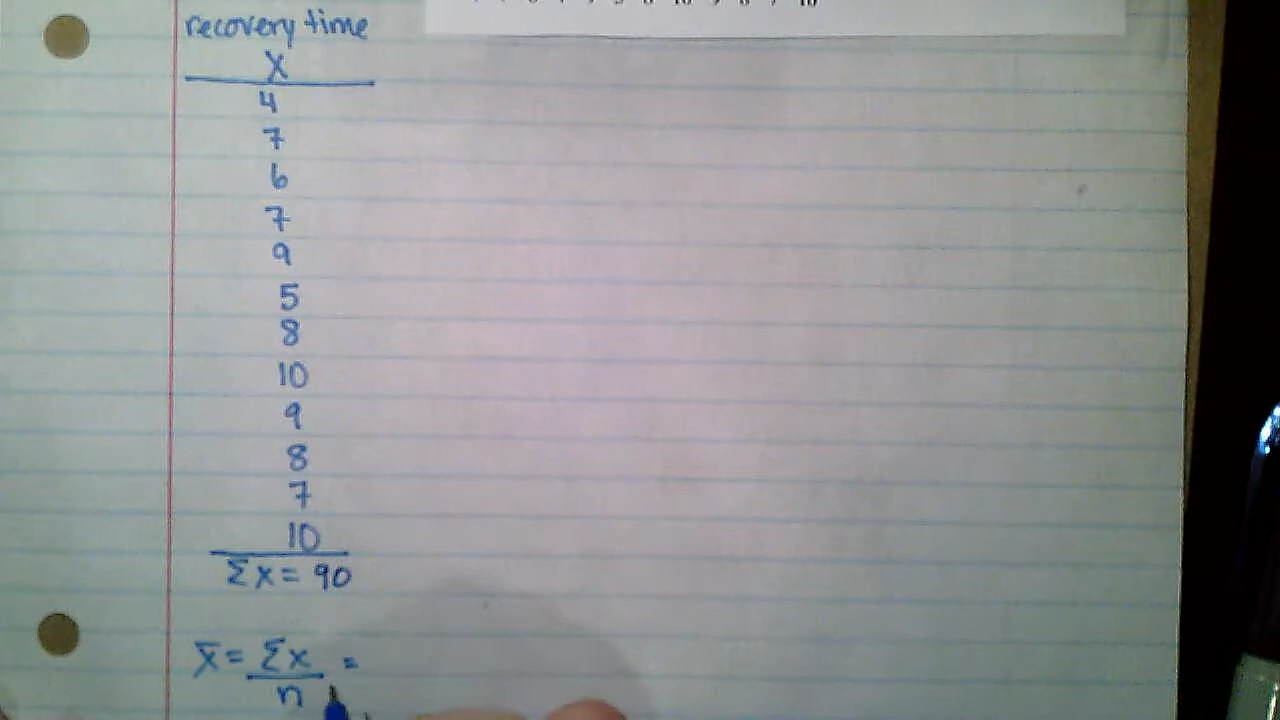 recovery time
X
4
7
6
7
9
5
8
10
9
8
7
10
Σx = 90
x̄ = Σx =
n